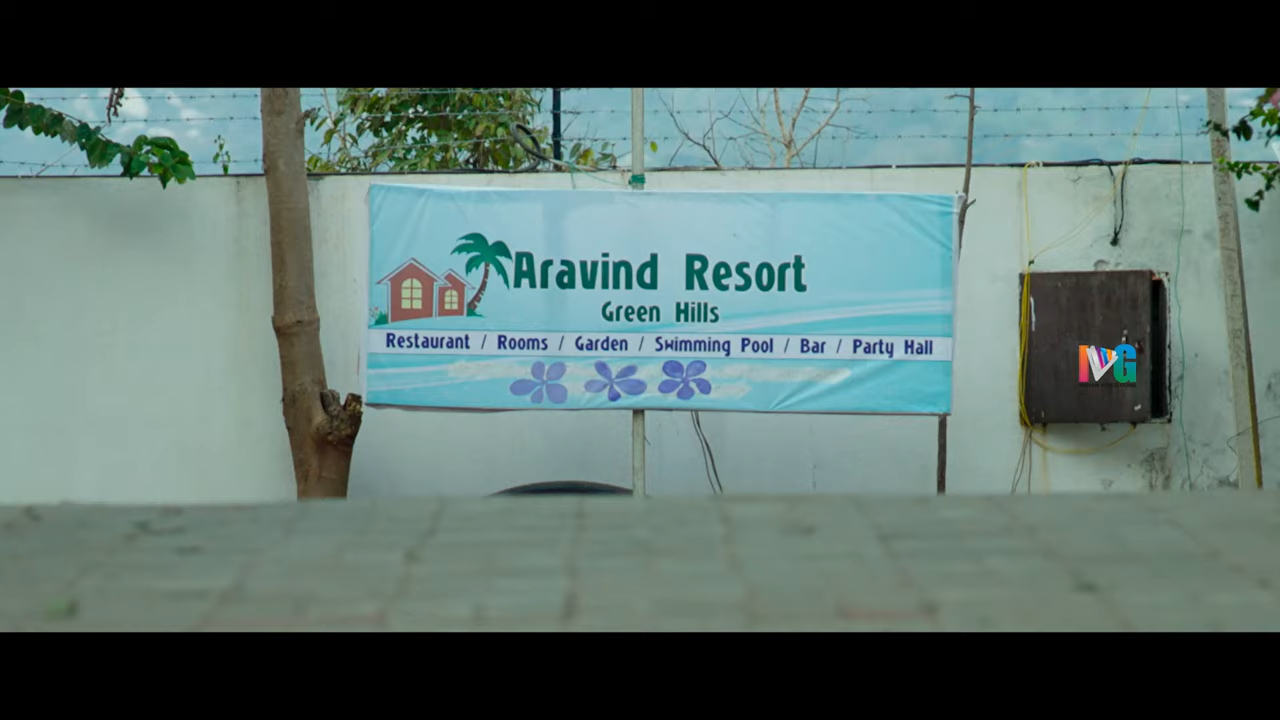 Aravind Resort
Green Hills
Restaurant / Rooms / Garden / Swimming Pool / Bar / Party Hall